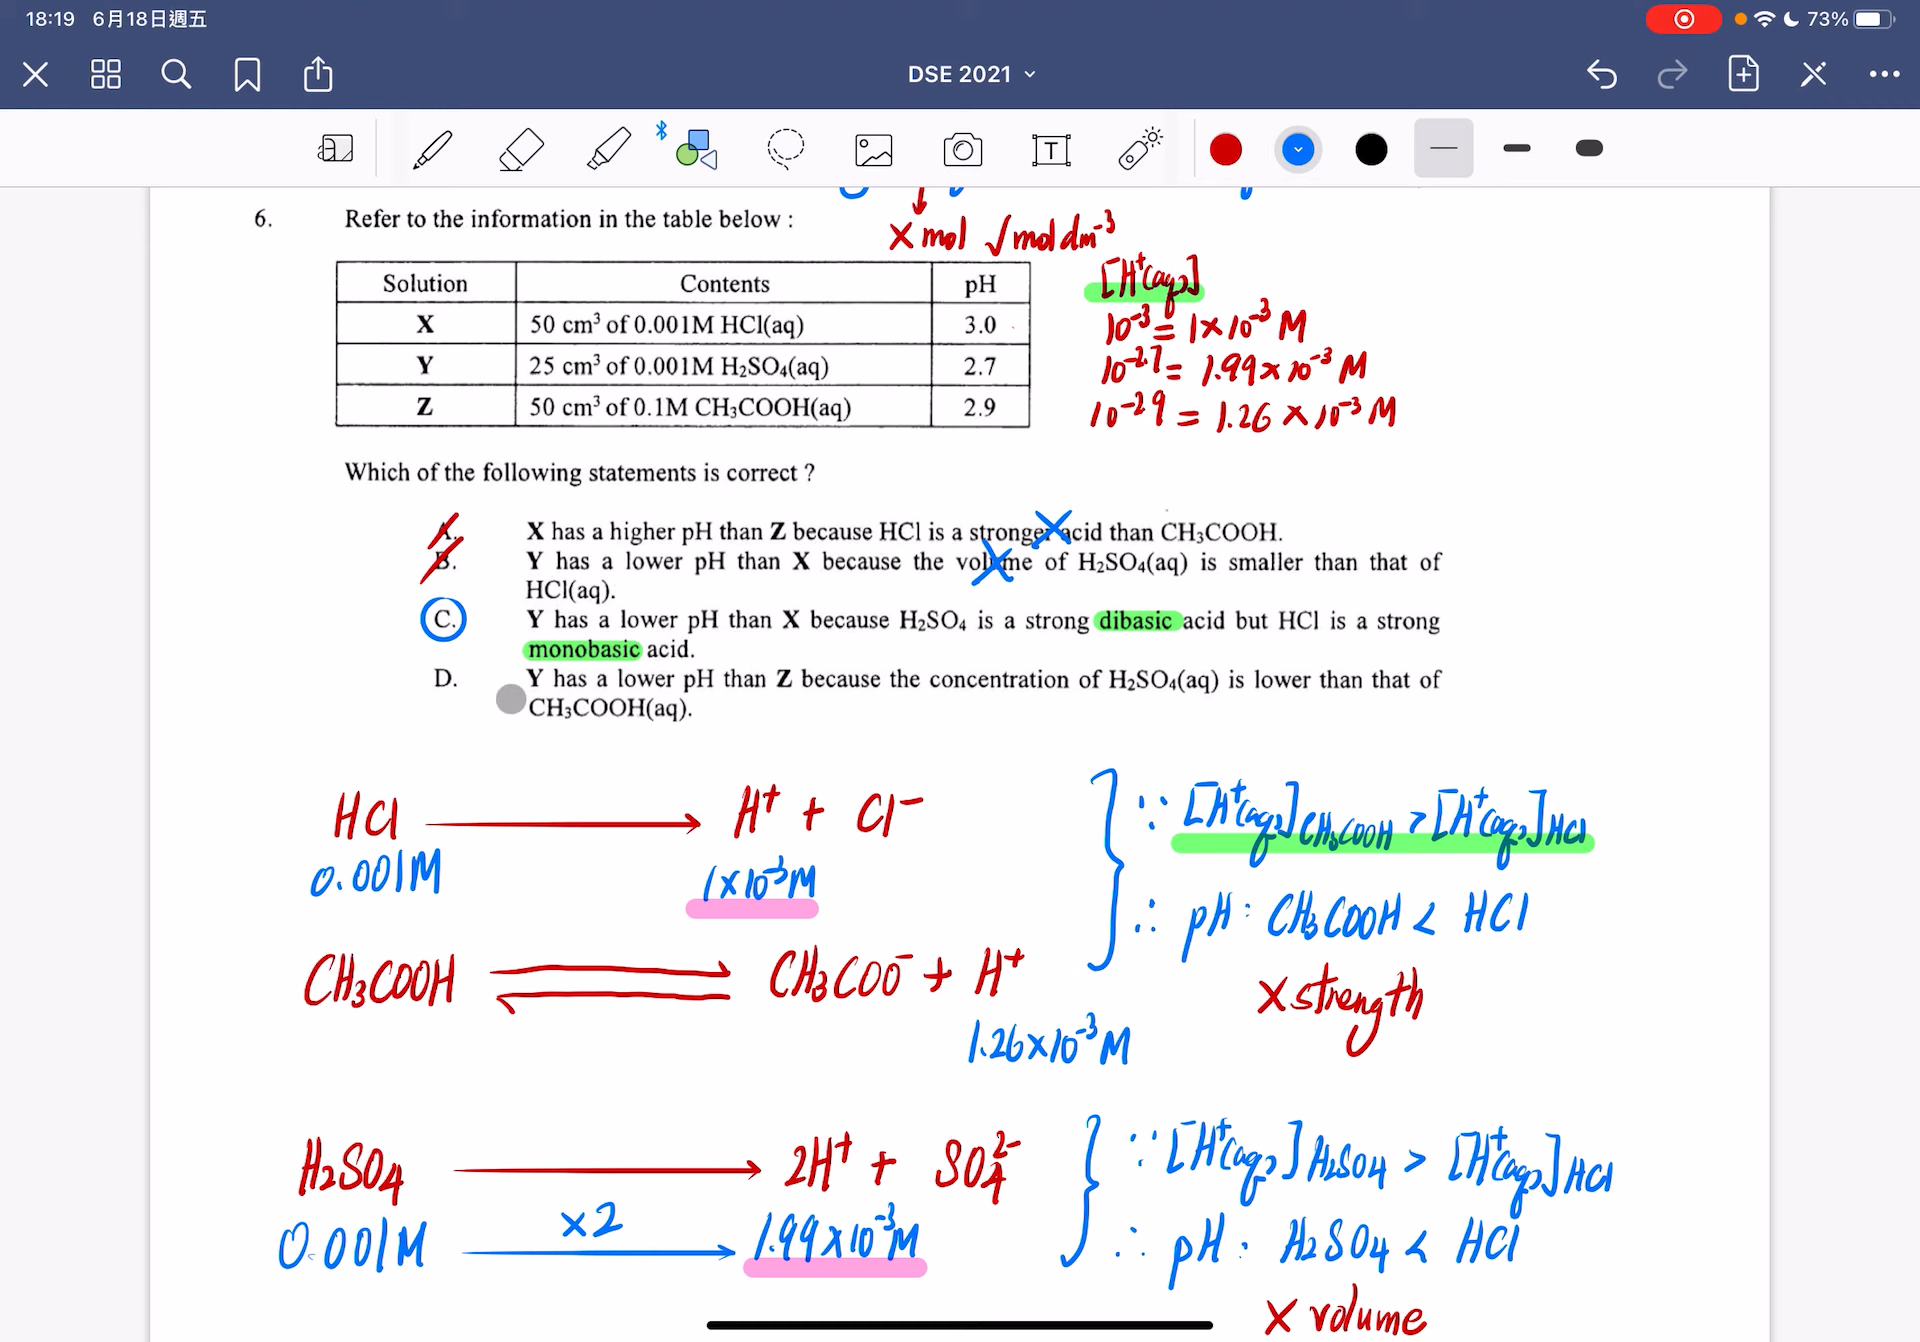 18:19 6月18日週五
73%
DSE 2021
6. Refer to the information in the table below :
X mol √ mol dm⁻³
Solution Contents pH
X 50 cm³ of 0.001M HCl(aq) 3.0
Y 25 cm³ of 0.001M H₂SO₄(aq) 2.7
Z 50 cm³ of 0.1M CH₃COOH(aq) 2.9
[H⁺(aq)]
10⁻³ = 1×10⁻³ M
10⁻²·⁷ = 1.99×10⁻³ M
10⁻²·⁹ = 1.26×10⁻³ M
Which of the following statements is correct ?
A. X has a higher pH than Z because HCl is a stronger acid than CH₃COOH.
B. Y has a lower pH than X because the volume of H₂SO₄(aq) is smaller than that of
HCl(aq).
C. Y has a lower pH than X because H₂SO₄ is a strong dibasic acid but HCl is a strong
monobasic acid.
D. Y has a lower pH than Z because the concentration of H₂SO₄(aq) is lower than that of
CH₃COOH(aq).
HCl → H⁺ + Cl⁻
0.001M 1×10⁻³M
∵ [H⁺(aq)]CH₃COOH > [H⁺(aq)]HCl
∴ pH : CH₃COOH < HCl
X strength
CH₃COOH ⇌ CH₃COO⁻ + H⁺
1.26×10⁻³M
H₂SO₄ → 2H⁺ + SO₄²⁻
0.001M ×2 → 1.99×10⁻³M
∵ [H⁺(aq)]H₂SO₄ > [H⁺(aq)]HCl
∴ pH : H₂SO₄ < HCl
X volume